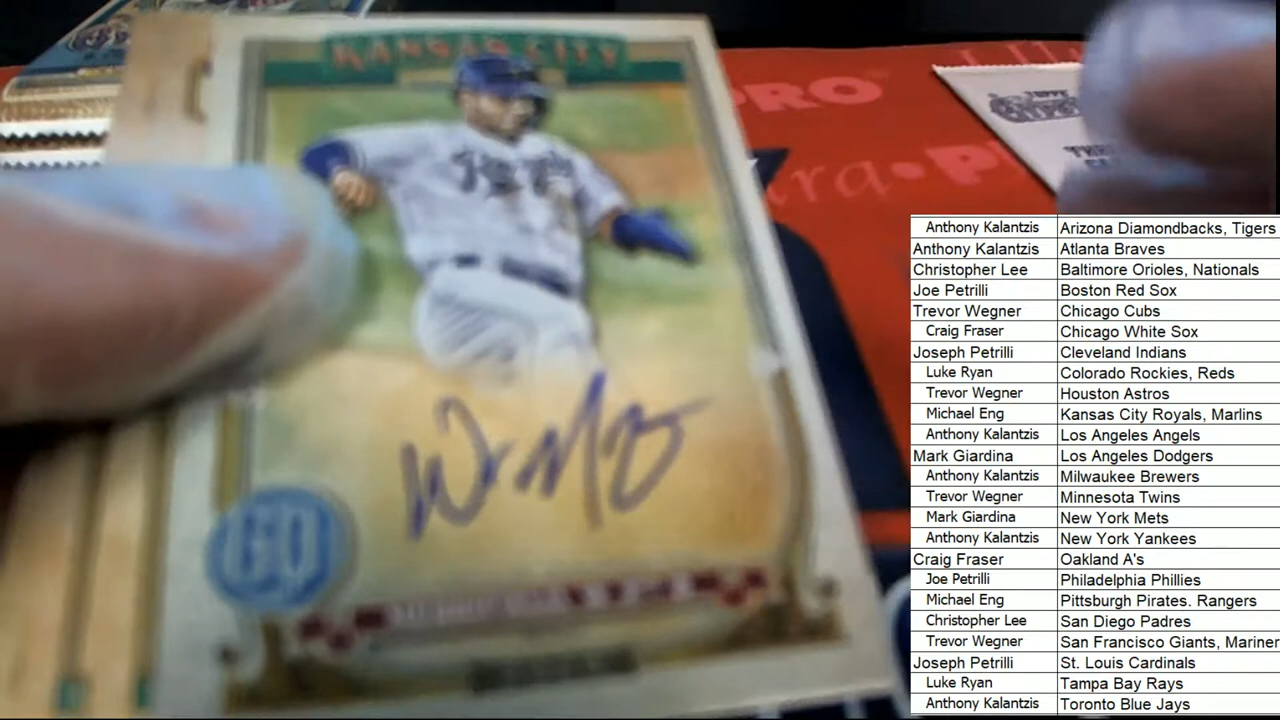 KANSAS CITY
PRO
ara•P
TOPPS
GQ
Anthony Kalantzis Arizona Diamondbacks, Tigers
Anthony Kalantzis Atlanta Braves
Christopher Lee Baltimore Orioles, Nationals
Joe Petrilli Boston Red Sox
Trevor Wegner Chicago Cubs
Craig Fraser Chicago White Sox
Joseph Petrilli Cleveland Indians
Luke Ryan Colorado Rockies, Reds
Trevor Wegner Houston Astros
Michael Eng Kansas City Royals, Marlins
Anthony Kalantzis Los Angeles Angels
Mark Giardina Los Angeles Dodgers
Anthony Kalantzis Milwaukee Brewers
Trevor Wegner Minnesota Twins
Mark Giardina New York Mets
Anthony Kalantzis New York Yankees
Craig Fraser Oakland A's
Joe Petrilli Philadelphia Phillies
Michael Eng Pittsburgh Pirates. Rangers
Christopher Lee San Diego Padres
Trevor Wegner San Francisco Giants, Mariner
Joseph Petrilli St. Louis Cardinals
Luke Ryan Tampa Bay Rays
Anthony Kalantzis Toronto Blue Jays